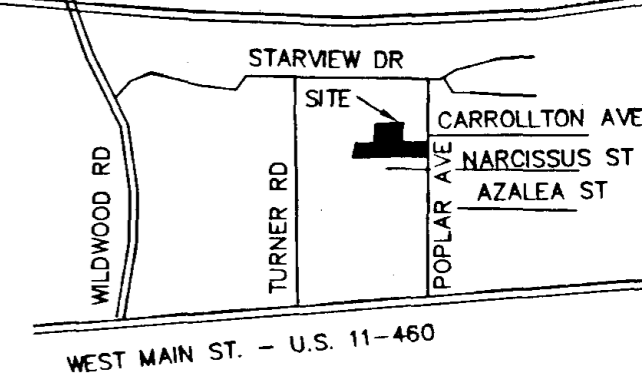 STARVIEW DR
SITE
CARROLLTON AVE
NARCISSUS ST
AZALEA ST
WILDWOOD RD
TURNER RD
POPLAR AVE
WEST MAIN ST. - U.S. 11-460